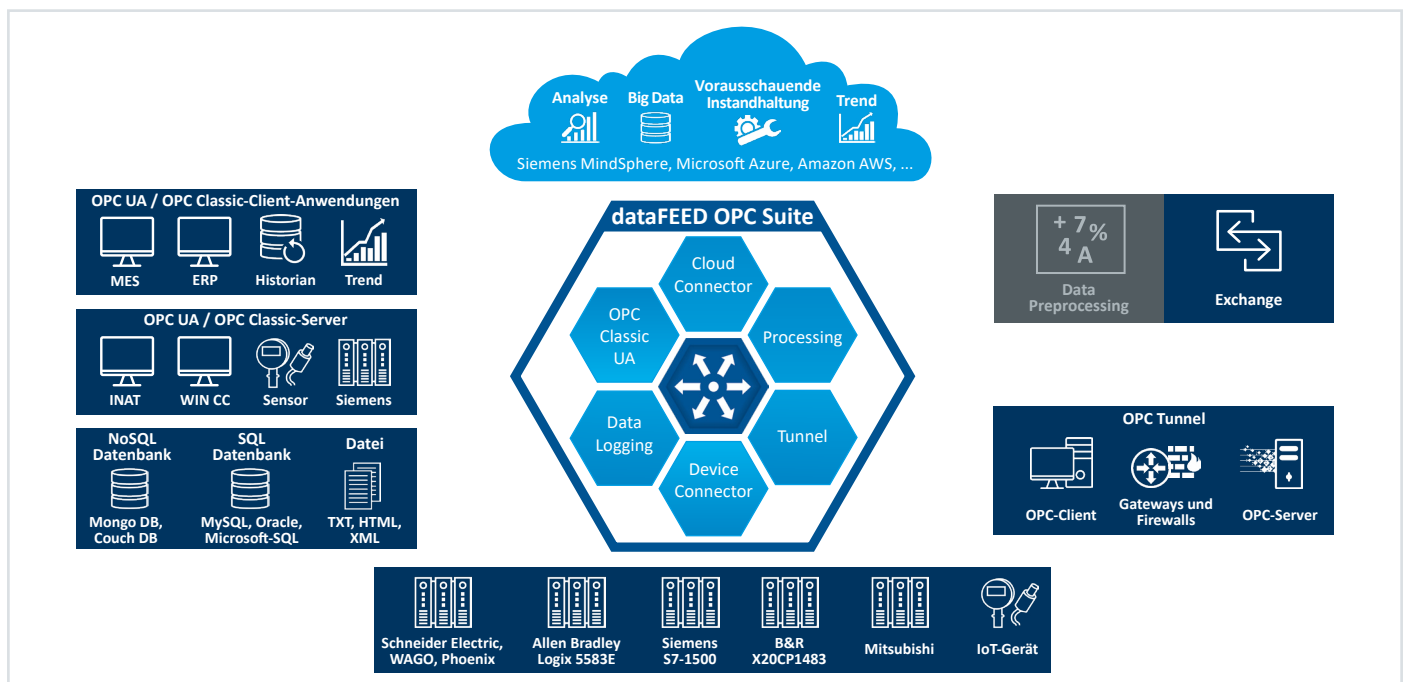 Analyse
Big Data
Vorausschauende
Instandhaltung
Trend
Siemens MindSphere, Microsoft Azure, Amazon AWS, ...
OPC UA / OPC Classic-Client-Anwendungen
MES
ERP
Historian
Trend
OPC UA / OPC Classic-Server
INAT
WIN CC
Sensor
Siemens
NoSQL
Datenbank
SQL
Datenbank
Datei
Mongo DB,
Couch DB
MySQL, Oracle,
Microsoft-SQL
TXT, HTML,
XML
dataFEED OPC Suite
Cloud
Connector
OPC
Classic
UA
Processing
Data
Logging
Tunnel
Device
Connector
+ 7%
4 A
Data
Preprocessing
Exchange
OPC Tunnel
OPC-Client
Gateways und
Firewalls
OPC-Server
Schneider Electric,
WAGO, Phoenix
Allen Bradley
Logix 5583E
Siemens
S7-1500
B&R
X20CP1483
Mitsubishi
IoT-Gerät